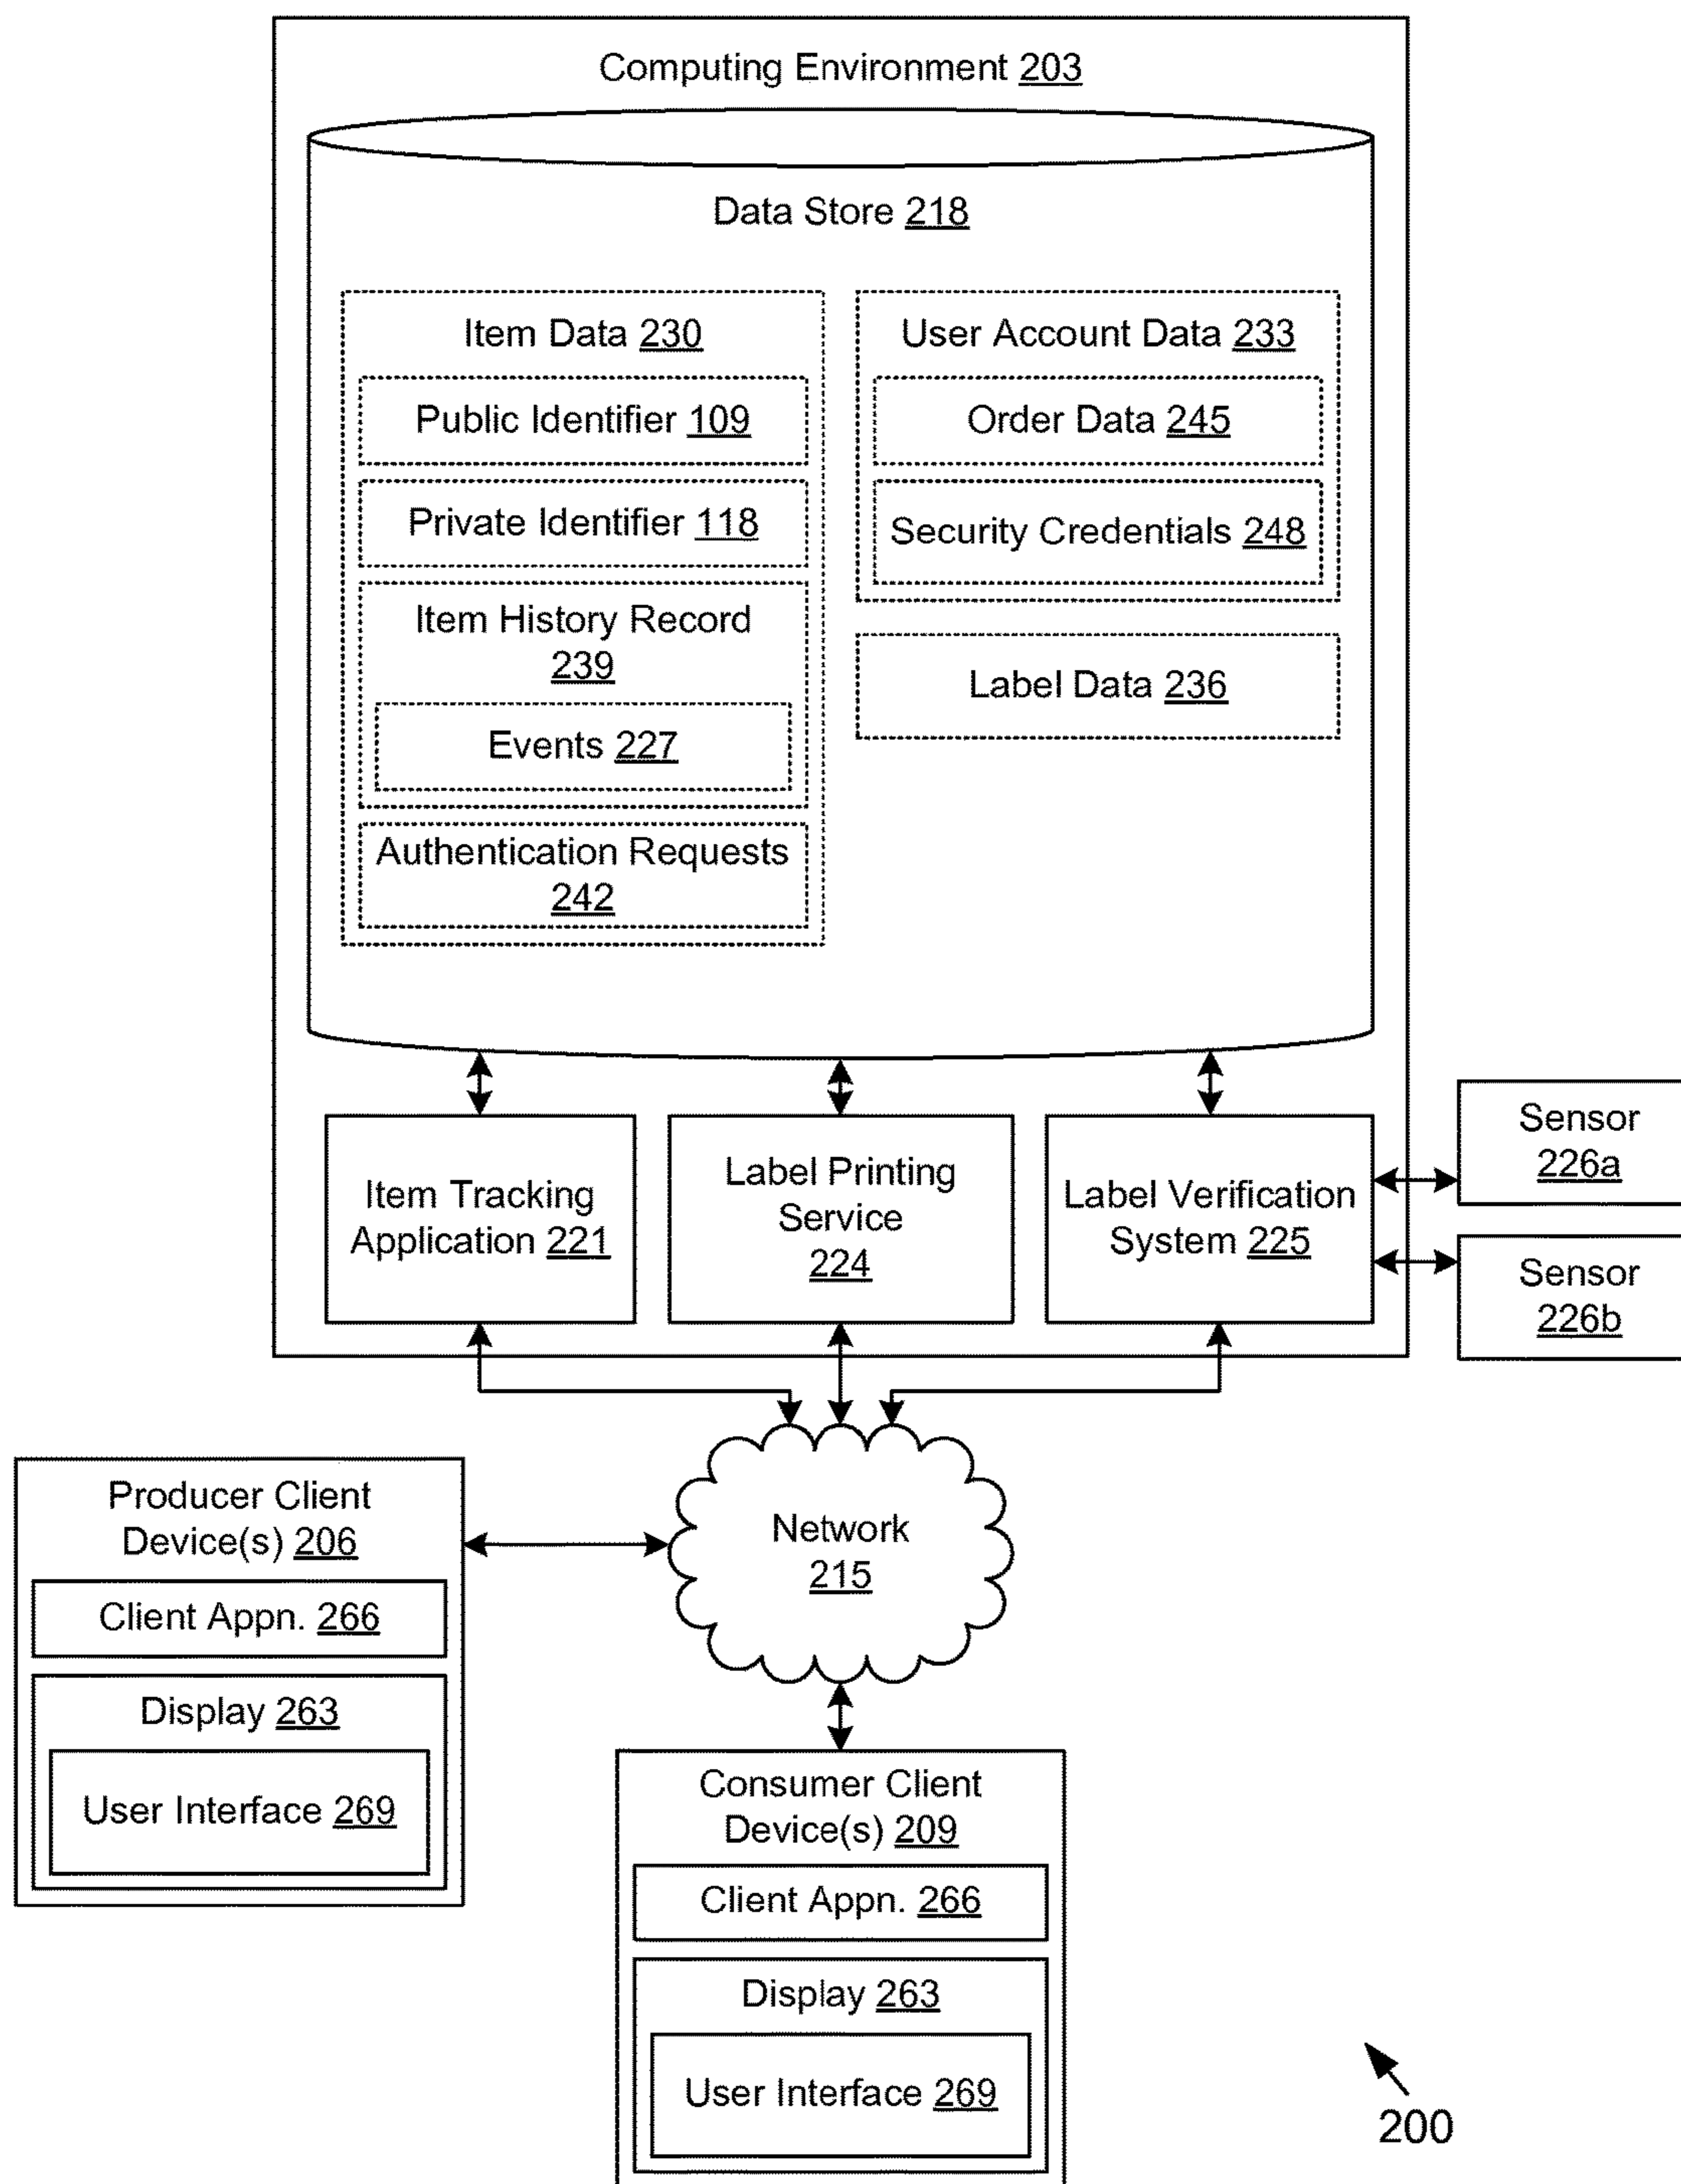 Computing Environment 203
Data Store 218
Item Data 230
Public Identifier 109
Private Identifier 118
Item History Record
239
Events 227
Authentication Requests
242
User Account Data 233
Order Data 245
Security Credentials 248
Label Data 236
Item Tracking
Application 221
Label Printing
Service
224
Label Verification
System 225
Sensor
226a
Sensor
226b
Network
215
Producer Client
Device(s) 206
Client Appn. 266
Display 263
User Interface 269
Consumer Client
Device(s) 209
Client Appn. 266
Display 263
User Interface 269
200